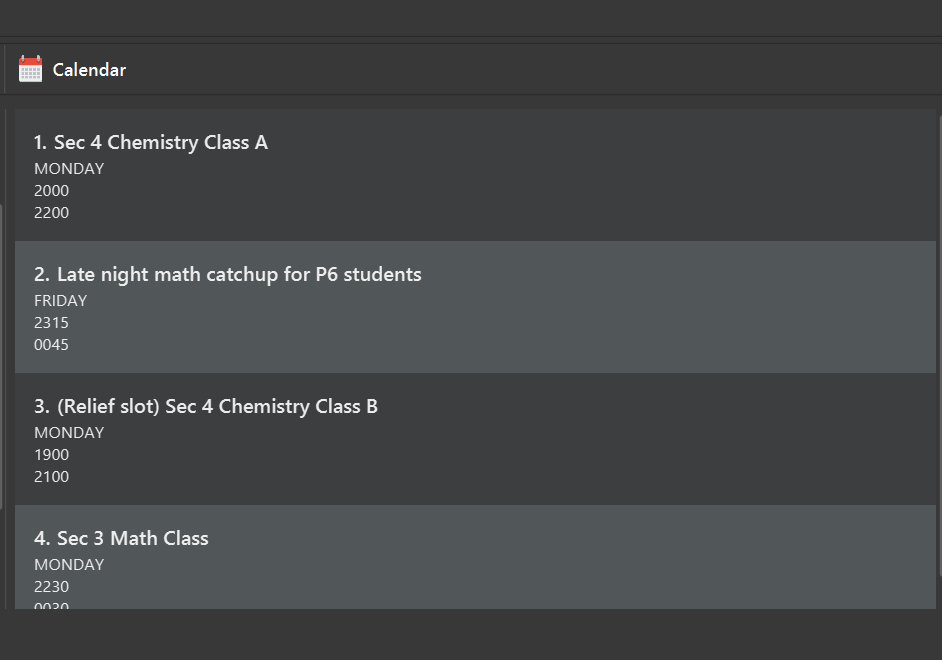 Calendar
1. Sec 4 Chemistry Class A
MONDAY
2000
2200
2. Late night math catchup for P6 students
FRIDAY
2315
0045
3. (Relief slot) Sec 4 Chemistry Class B
MONDAY
1900
2100
4. Sec 3 Math Class
MONDAY
2230
0030